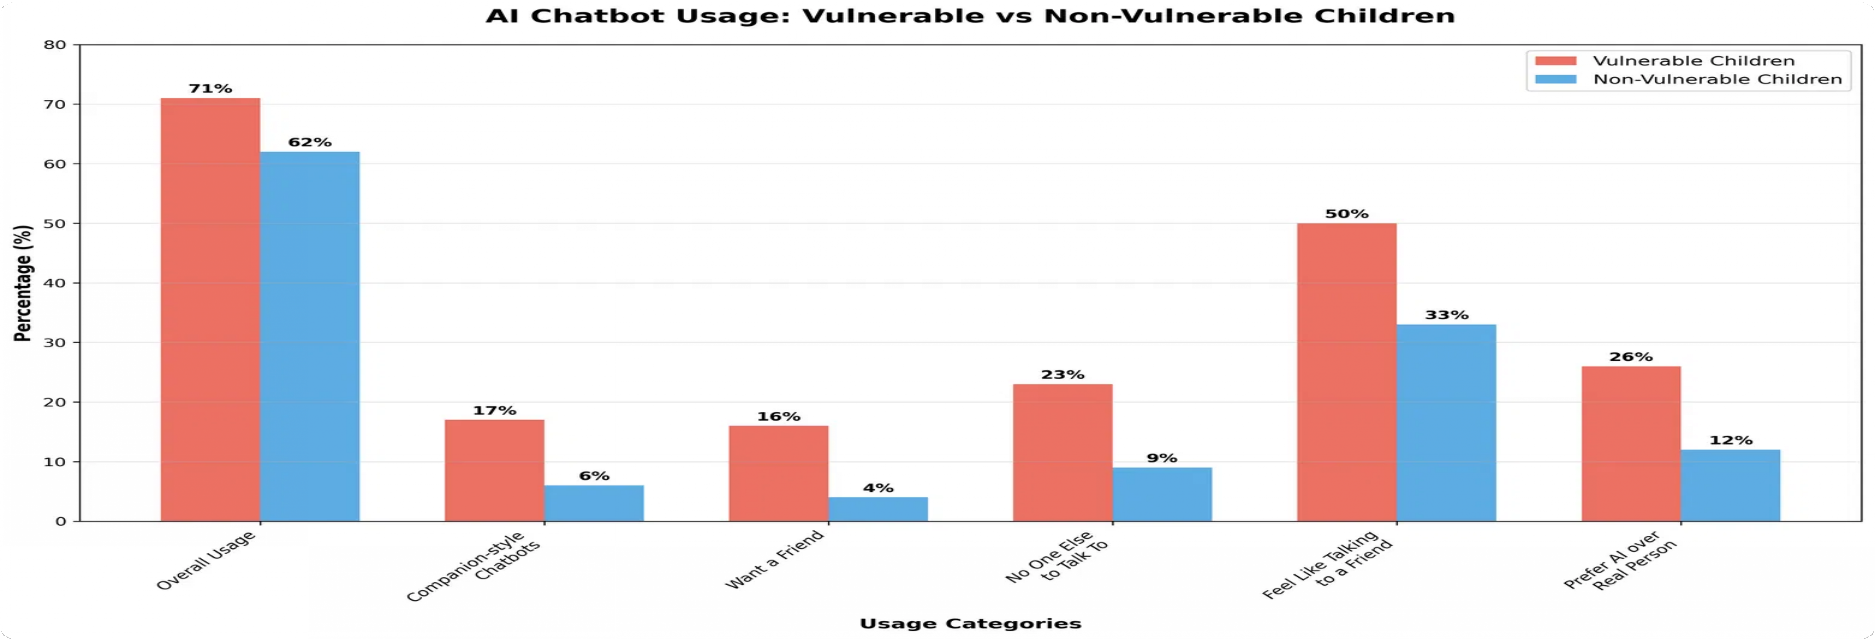 AI Chatbot Usage: Vulnerable vs Non-Vulnerable Children
Vulnerable Children
Non-Vulnerable Children
Percentage (%)
80
70
60
50
40
30
20
10
0
71%
62%
17%
6%
16%
4%
23%
9%
50%
33%
26%
12%
Overall Usage
Companion-style
Chatbots
Want a Friend
No One Else
to Talk To
Feel Like Talking
to a Friend
Prefer AI over
Real Person
Usage Categories